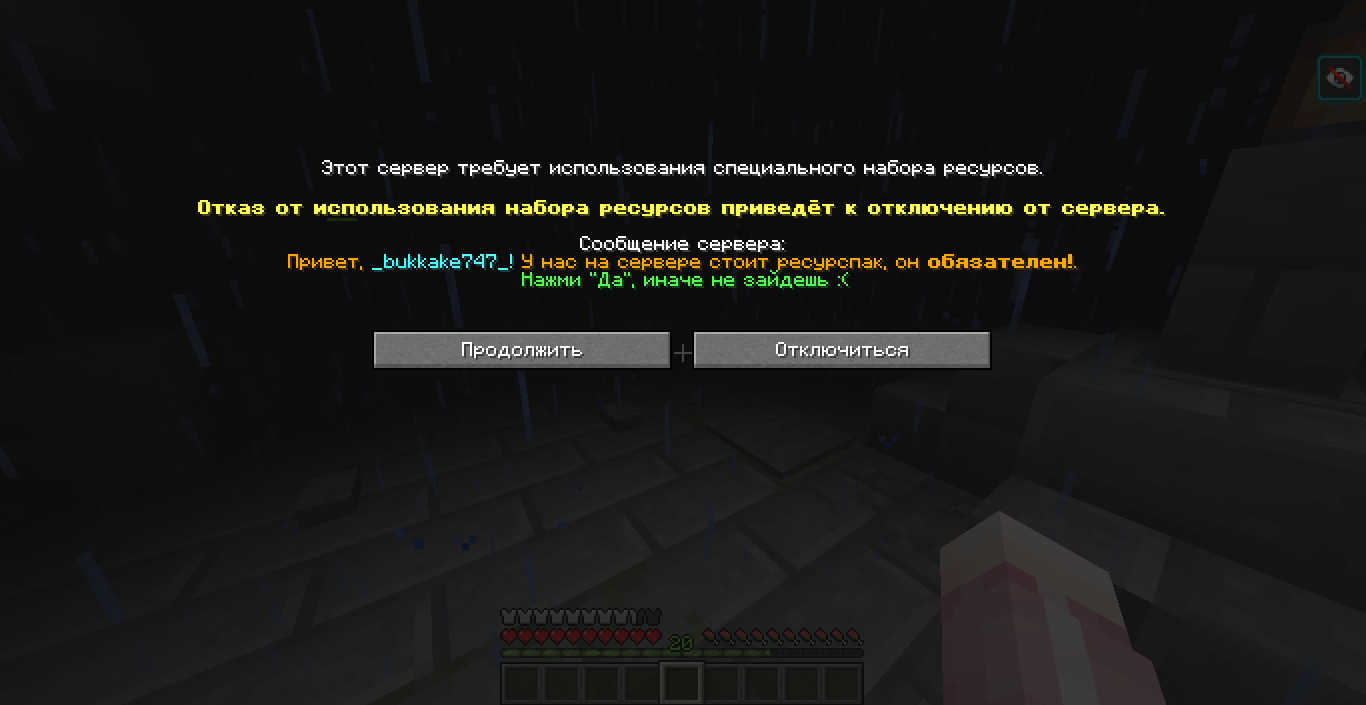 Этот сервер требует использования специального набора ресурсов.
Отказ от использования набора ресурсов приведёт к отключению от сервера.
Сообщение сервера:
Привет, _bukkake747_! У нас на сервере стоит ресурспак, он обязателен!.
Нажми "Да", иначе не зайдешь :(
Продолжить
Отключиться
20